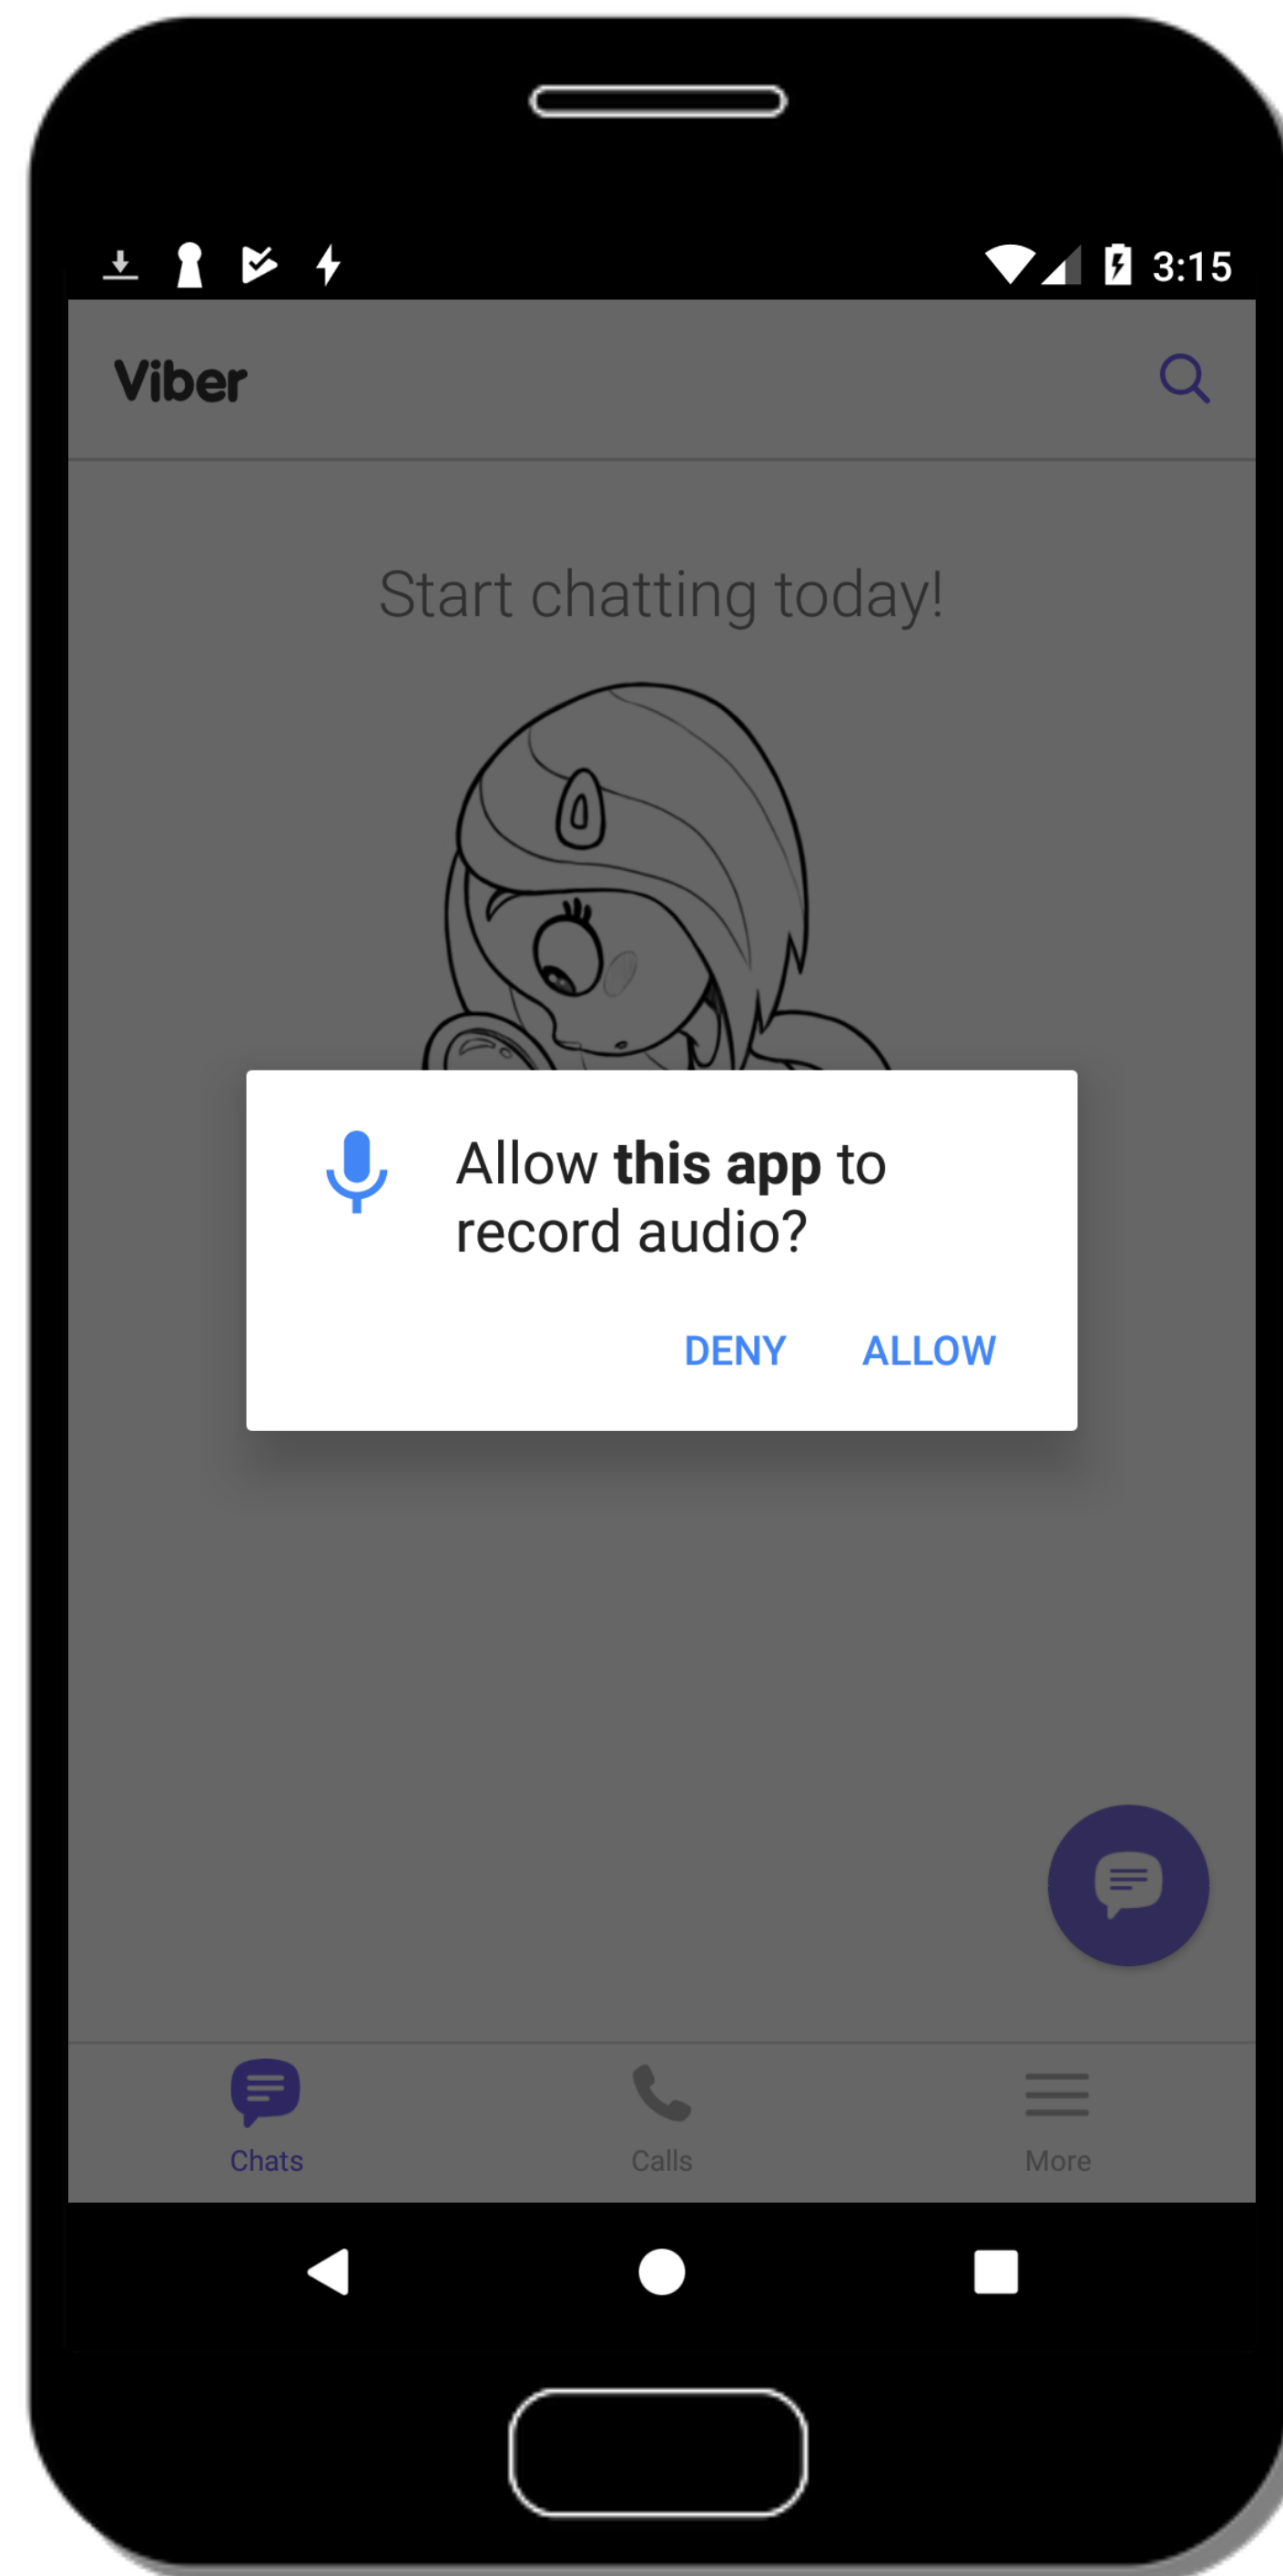 3:15
Viber
Start chatting today!
Allow this app to
record audio?
DENY ALLOW
Chats Calls More